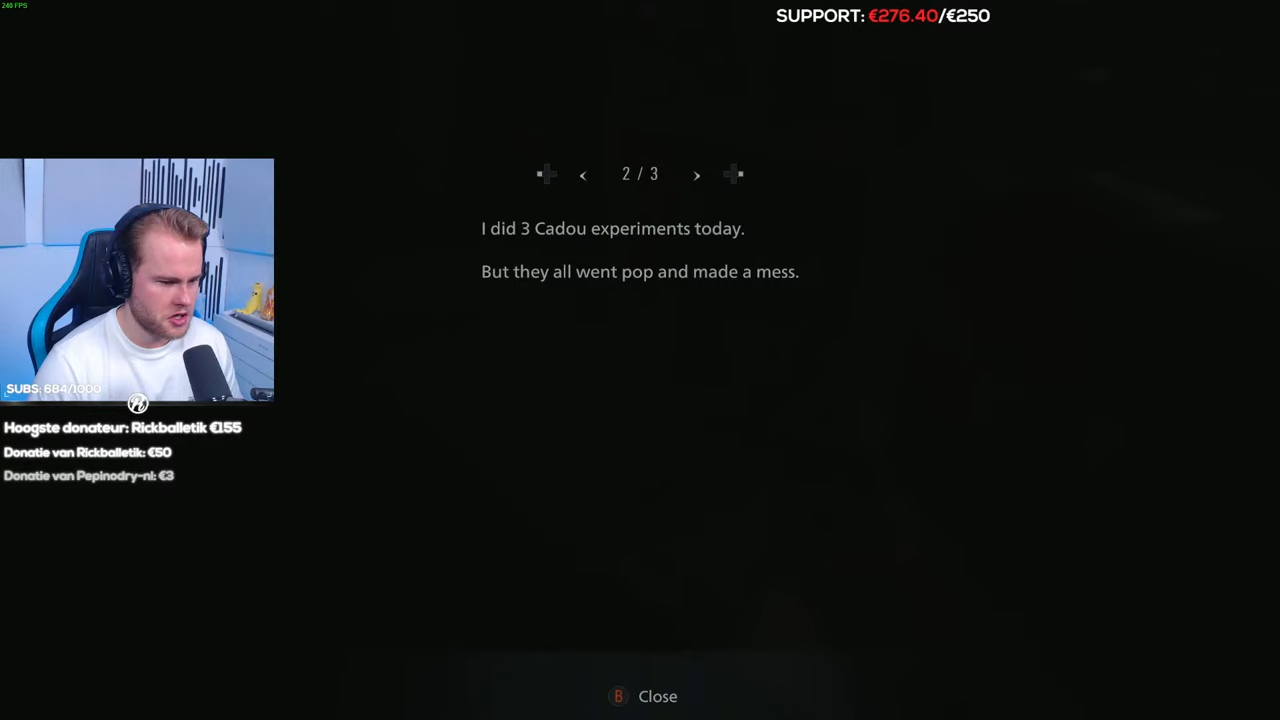 240 FPS
SUPPORT: €276.40/€250
2 / 3
I did 3 Cadou experiments today.
But they all went pop and made a mess.
SUBS: 684/1000
Hoogste donateur: Rickballetik €155
Donatie van Rickballetik: €50
Donatie van Pepinodry-nl: €3
B Close